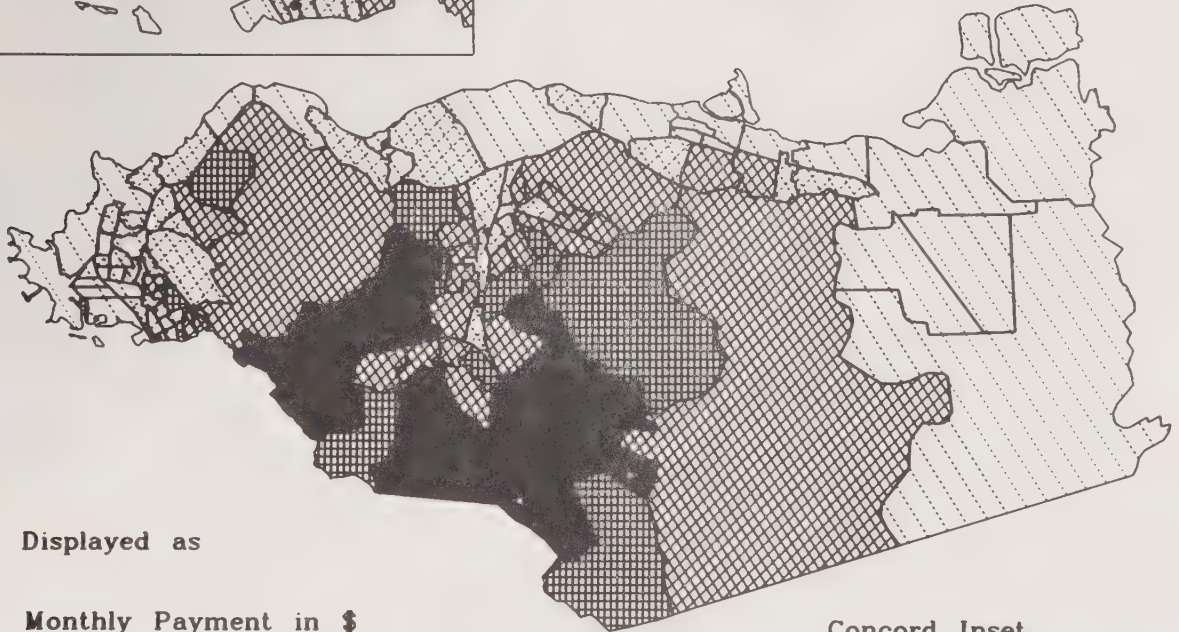 Displayed as
Monthly Payment in $
Concord Inset